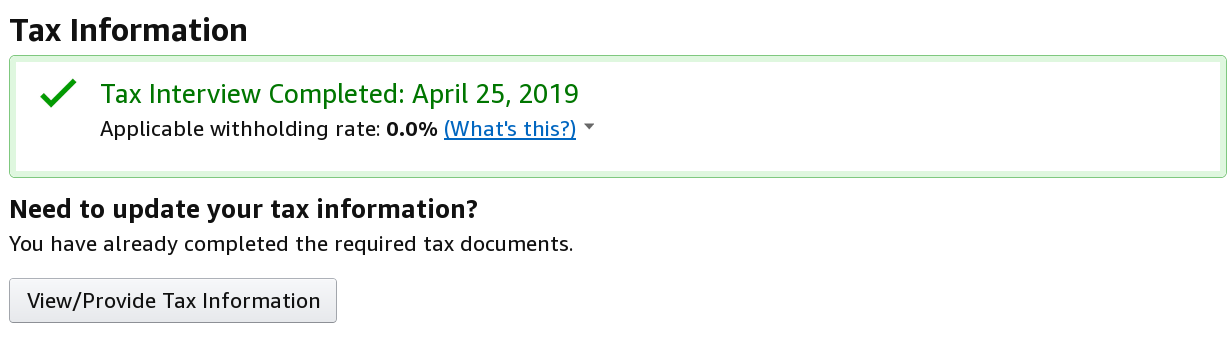 Tax Information
Tax Interview Completed: April 25, 2019
Applicable withholding rate: 0.0% (What's this?)
Need to update your tax information?
You have already completed the required tax documents.
View/Provide Tax Information